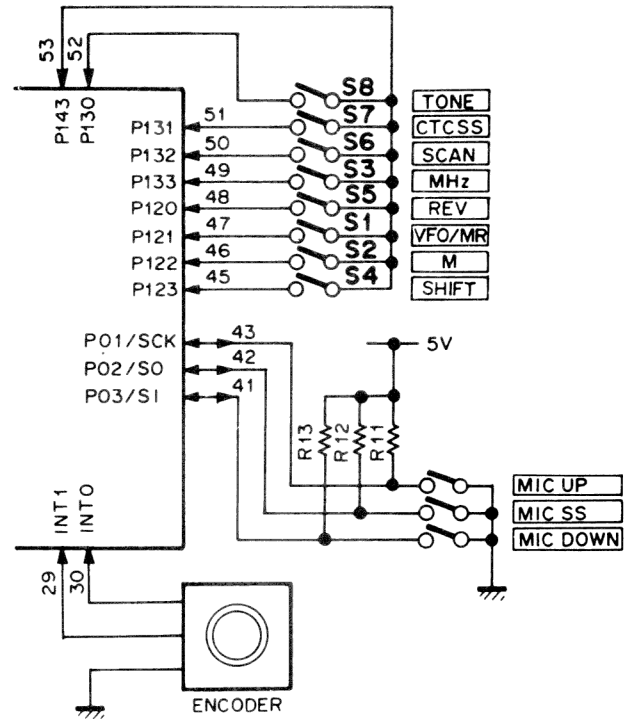 53
52
P143
P130
S8
TONE
P131
51
S7
CTCSS
P132
50
S6
SCAN
P133
49
S3
MHz
P120
48
S5
REV
P121
47
S1
VFO/MR
P122
46
S2
M
P123
45
S4
SHIFT
P01/SCK
43
5V
P02/SO
42
P03/SI
41
R13
R12
R11
MIC UP
MIC SS
MIC DOWN
INT1
INT0
29
30
ENCODER